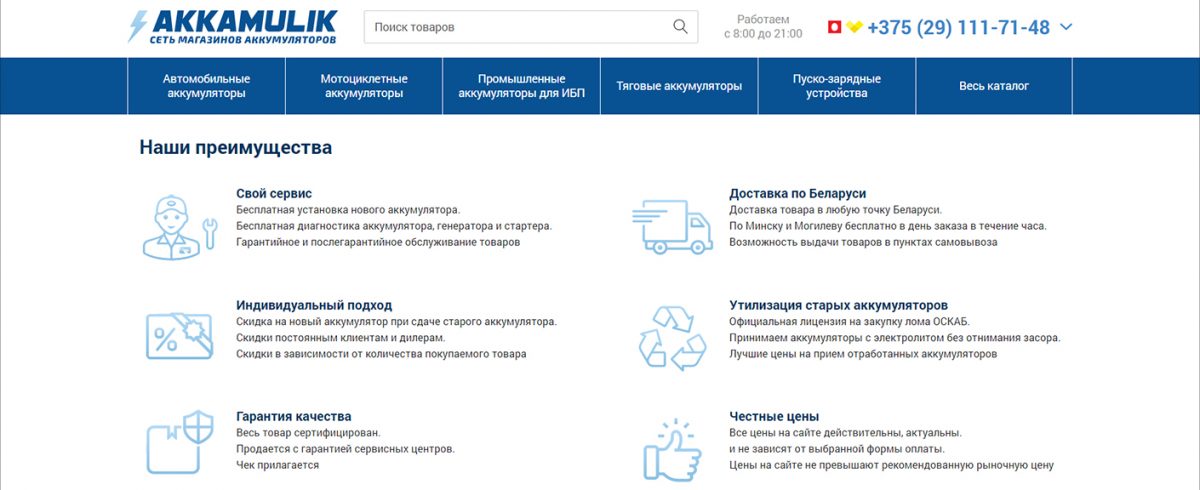 AKKAMULIK
СЕТЬ МАГАЗИНОВ АККУМУЛЯТОРОВ
Поиск товаров
Работаем
с 8:00 до 21:00
+375 (29) 111-71-48
Автомобильные
аккумуляторы
Мотоциклетные
аккумуляторы
Промышленные
аккумуляторы для ИБП
Тяговые аккумуляторы
Пуско-зарядные
устройства
Весь каталог
Наши преимущества
Свой сервис
Бесплатная установка нового аккумулятора.
Бесплатная диагностика аккумулятора, генератора и стартера.
Гарантийное и послегарантийное обслуживание товаров
Доставка по Беларуси
Доставка товара в любую точку Беларуси.
По Минску и Могилеву бесплатно в день заказа в течение часа.
Возможность выдачи товаров в пунктах самовывоза
Индивидуальный подход
Скидка на новый аккумулятор при сдаче старого аккумулятора.
Скидки постоянным клиентам и дилерам.
Скидки в зависимости от количества покупаемого товара
Утилизация старых аккумуляторов
Официальная лицензия на закупку лома ОСКАБ.
Принимаем аккумуляторы с электролитом без отнимания засора.
Лучшие цены на прием отработанных аккумуляторов
Гарантия качества
Весь товар сертифицирован.
Продается с гарантией сервисных центров.
Чек прилагается
Честные цены
Все цены на сайте действительны, актуальны.
и не зависят от выбранной формы оплаты.
Цены на сайте не превышают рекомендованную рыночную цену